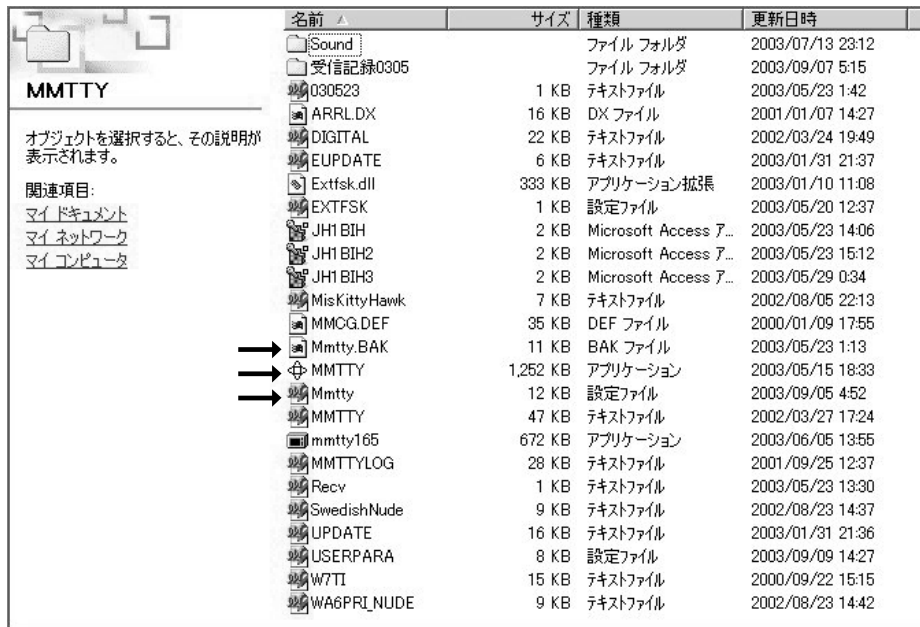 MMTTY
オブジェクトを選択すると、その説明が
表示されます。
関連項目:
マイ ドキュメント
マイ ネットワーク
マイ コンピュータ
名前 サイズ 種類 更新日時
Sound ファイル フォルダ 2003/07/13 23:12
受信記録0305 ファイル フォルダ 2003/09/07 5:15
030523 1 KB テキストファイル 2003/05/23 1:42
ARRL.DX 16 KB DX ファイル 2001/01/07 14:27
DIGITAL 22 KB テキストファイル 2002/03/24 19:49
EUPDATE 6 KB テキストファイル 2003/01/31 21:37
Extfsk.dll 333 KB アプリケーション拡張 2003/01/10 11:08
EXTFSK 1 KB 設定ファイル 2003/05/20 12:37
JH1BIH 2 KB Microsoft Access ア... 2003/05/23 14:06
JH1BIH2 2 KB Microsoft Access ア... 2003/05/23 15:12
JH1BIH3 2 KB Microsoft Access ア... 2003/05/29 0:34
MisKittyHawk 7 KB テキストファイル 2002/08/05 22:13
MMCG.DEF 35 KB DEF ファイル 2000/01/09 17:55
Mmtty.BAK 11 KB BAK ファイル 2003/05/23 1:13
MMTTY 1,252 KB アプリケーション 2003/05/15 18:33
Mmtty 12 KB 設定ファイル 2003/09/05 4:52
MMTTY 47 KB テキストファイル 2002/03/27 17:24
mmtty165 672 KB アプリケーション 2003/06/05 13:55
MMTTYLOG 28 KB テキストファイル 2001/09/25 12:37
Recv 1 KB テキストファイル 2003/05/23 13:30
SwedishNude 9 KB テキストファイル 2002/08/23 14:37
UPDATE 16 KB テキストファイル 2003/01/31 21:36
USERPARA 8 KB 設定ファイル 2003/09/09 14:27
W7TI 15 KB テキストファイル 2000/09/22 15:15
WA6PRI_NUDE 9 KB テキストファイル 2002/08/23 14:42